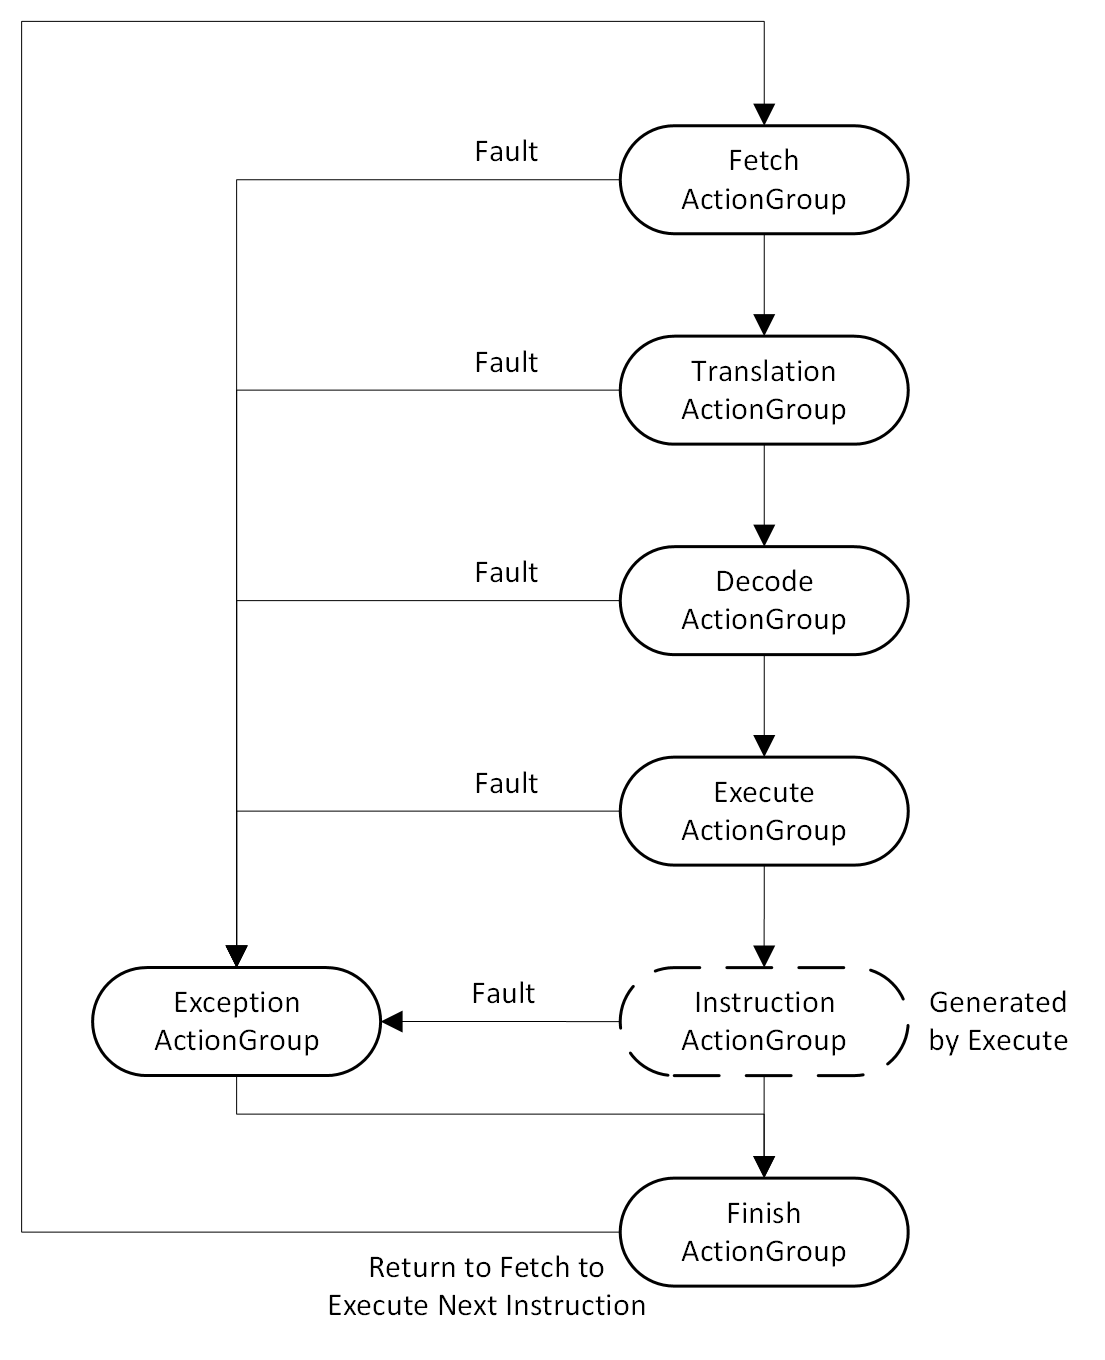 Fault
Fetch
ActionGroup
Fault
Translation
ActionGroup
Fault
Decode
ActionGroup
Fault
Execute
ActionGroup
Exception
ActionGroup
Fault
Instruction
ActionGroup
Generated
by Execute
Finish
ActionGroup
Return to Fetch to
Execute Next Instruction